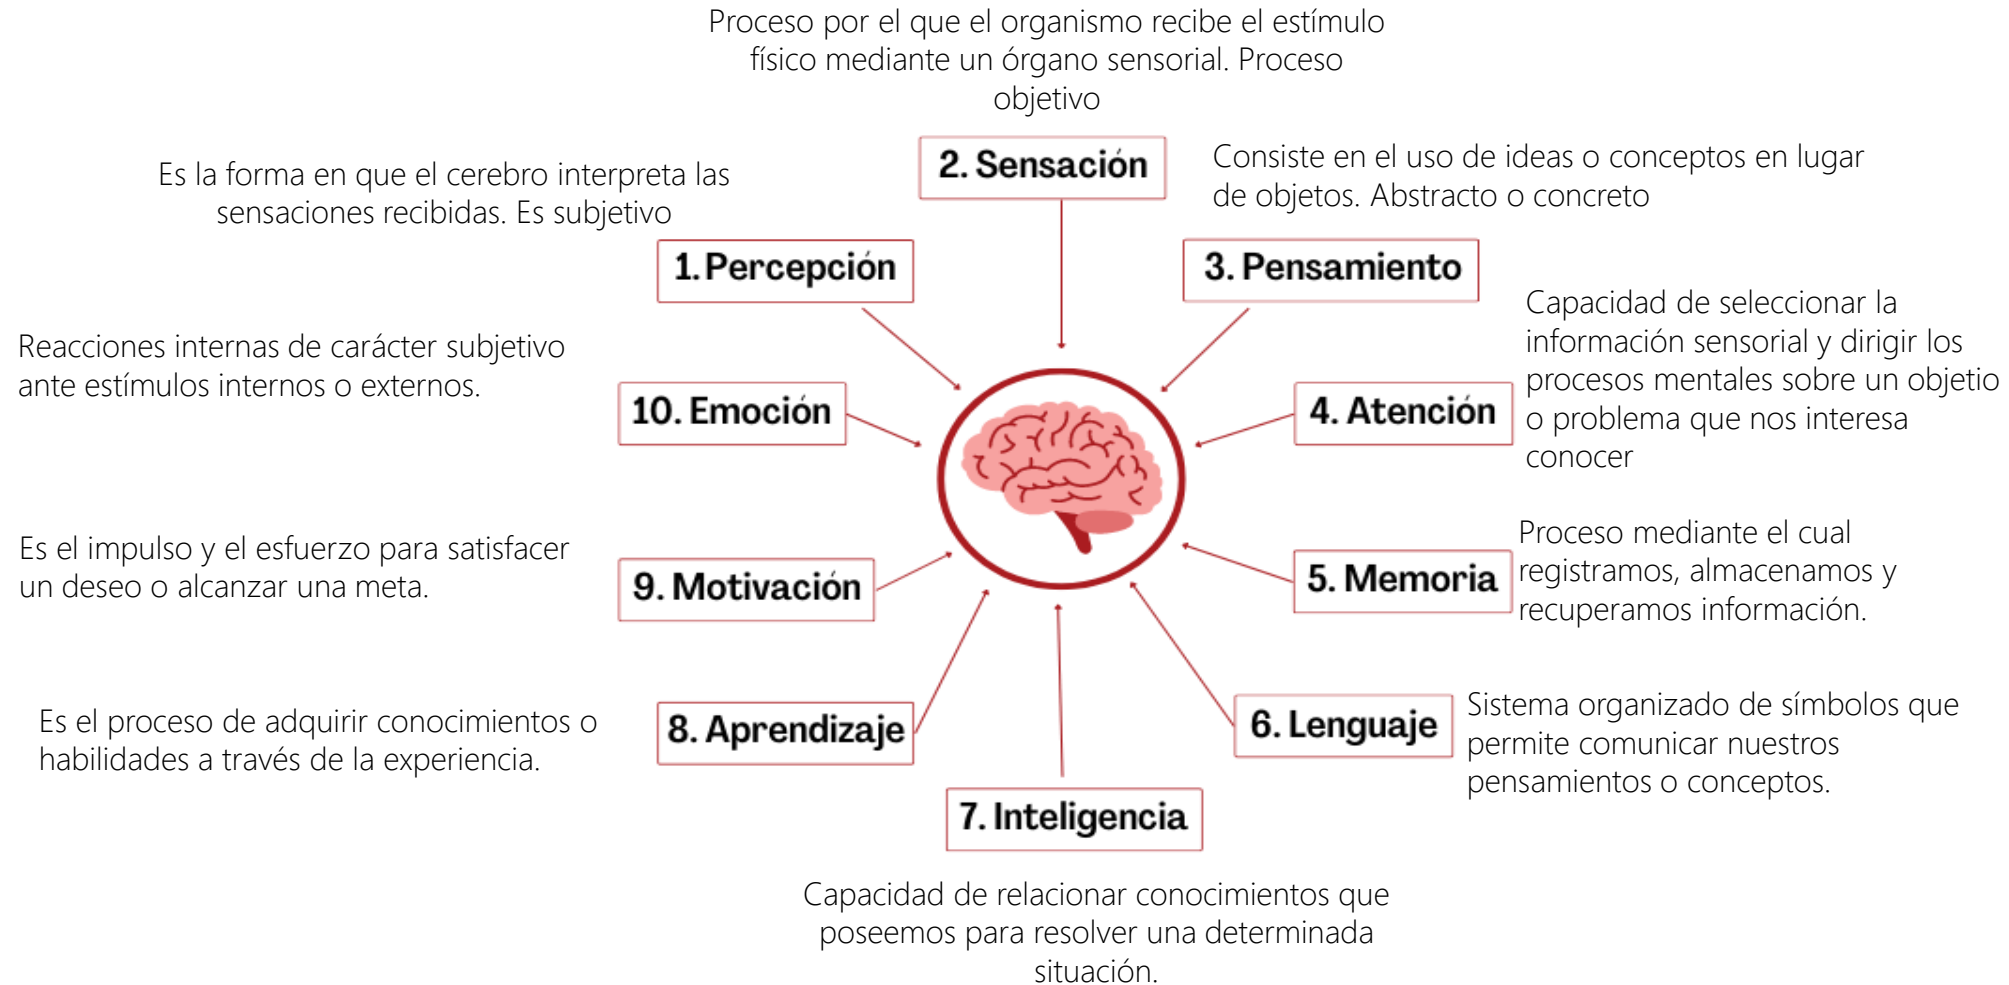 Proceso por el que el organismo recibe el estímulo
físico mediante un órgano sensorial. Proceso
objetivo
2. Sensación
Es la forma en que el cerebro interpreta las
sensaciones recibidas. Es subjetivo
1. Percepción
Consiste en el uso de ideas o conceptos en lugar
de objetos. Abstracto o concreto
3. Pensamiento
Capacidad de seleccionar la
información sensorial y dirigir los
procesos mentales sobre un objetio
o problema que nos interesa
conocer
4. Atención
Reacciones internas de carácter subjetivo
ante estímulos internos o externos.
10. Emoción
Proceso mediante el cual
registramos, almacenamos y
recuperamos información.
5. Memoria
Es el impulso y el esfuerzo para satisfacer
un deseo o alcanzar una meta.
9. Motivación
Sistema organizado de símbolos que
permite comunicar nuestros
pensamientos o conceptos.
6. Lenguaje
Es el proceso de adquirir conocimientos o
habilidades a través de la experiencia.
8. Aprendizaje
7. Inteligencia
Capacidad de relacionar conocimientos que
poseemos para resolver una determinada
situación.